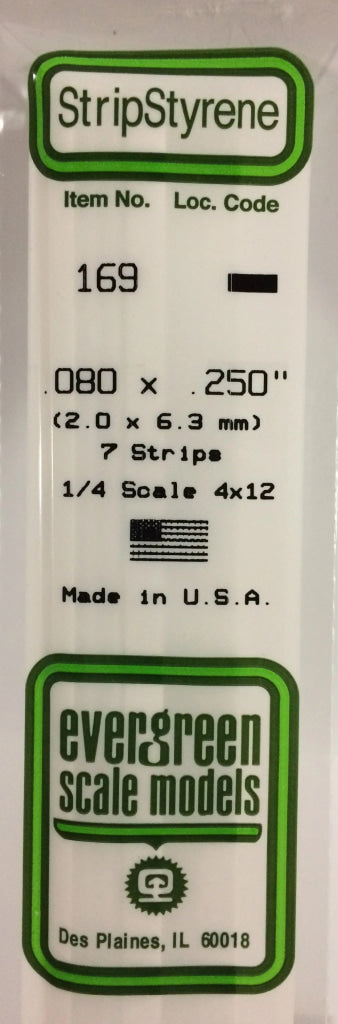 StripStyrene
Item No. Loc. Code
169
.080 x .250"
(2.0 x 6.3 mm)
7 Strips
1/4 Scale 4x12
Made in U.S.A.
evergreen
scale models
Des Plaines, IL 60018